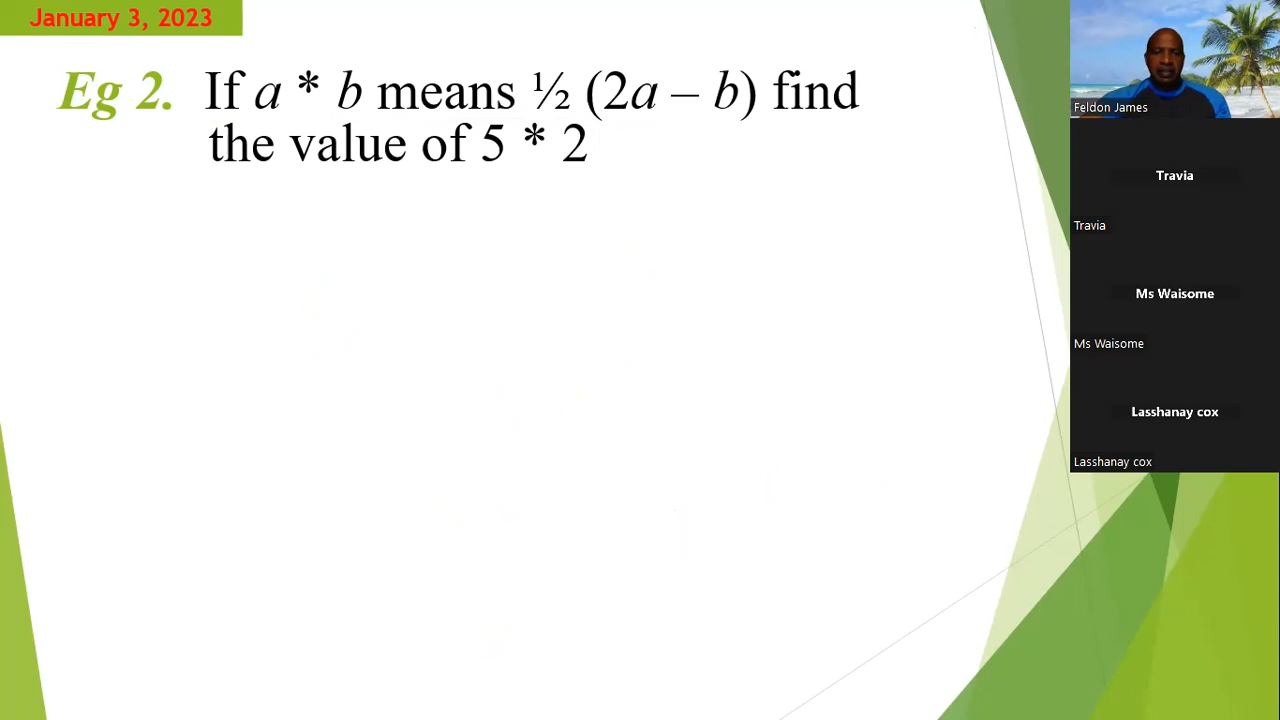 January 3, 2023
Eg 2. If a * b means ½ (2a – b) find
the value of 5 * 2
Feldon James
Travia
Travia
Ms Waisome
Ms Waisome
Lasshanay cox
Lasshanay cox